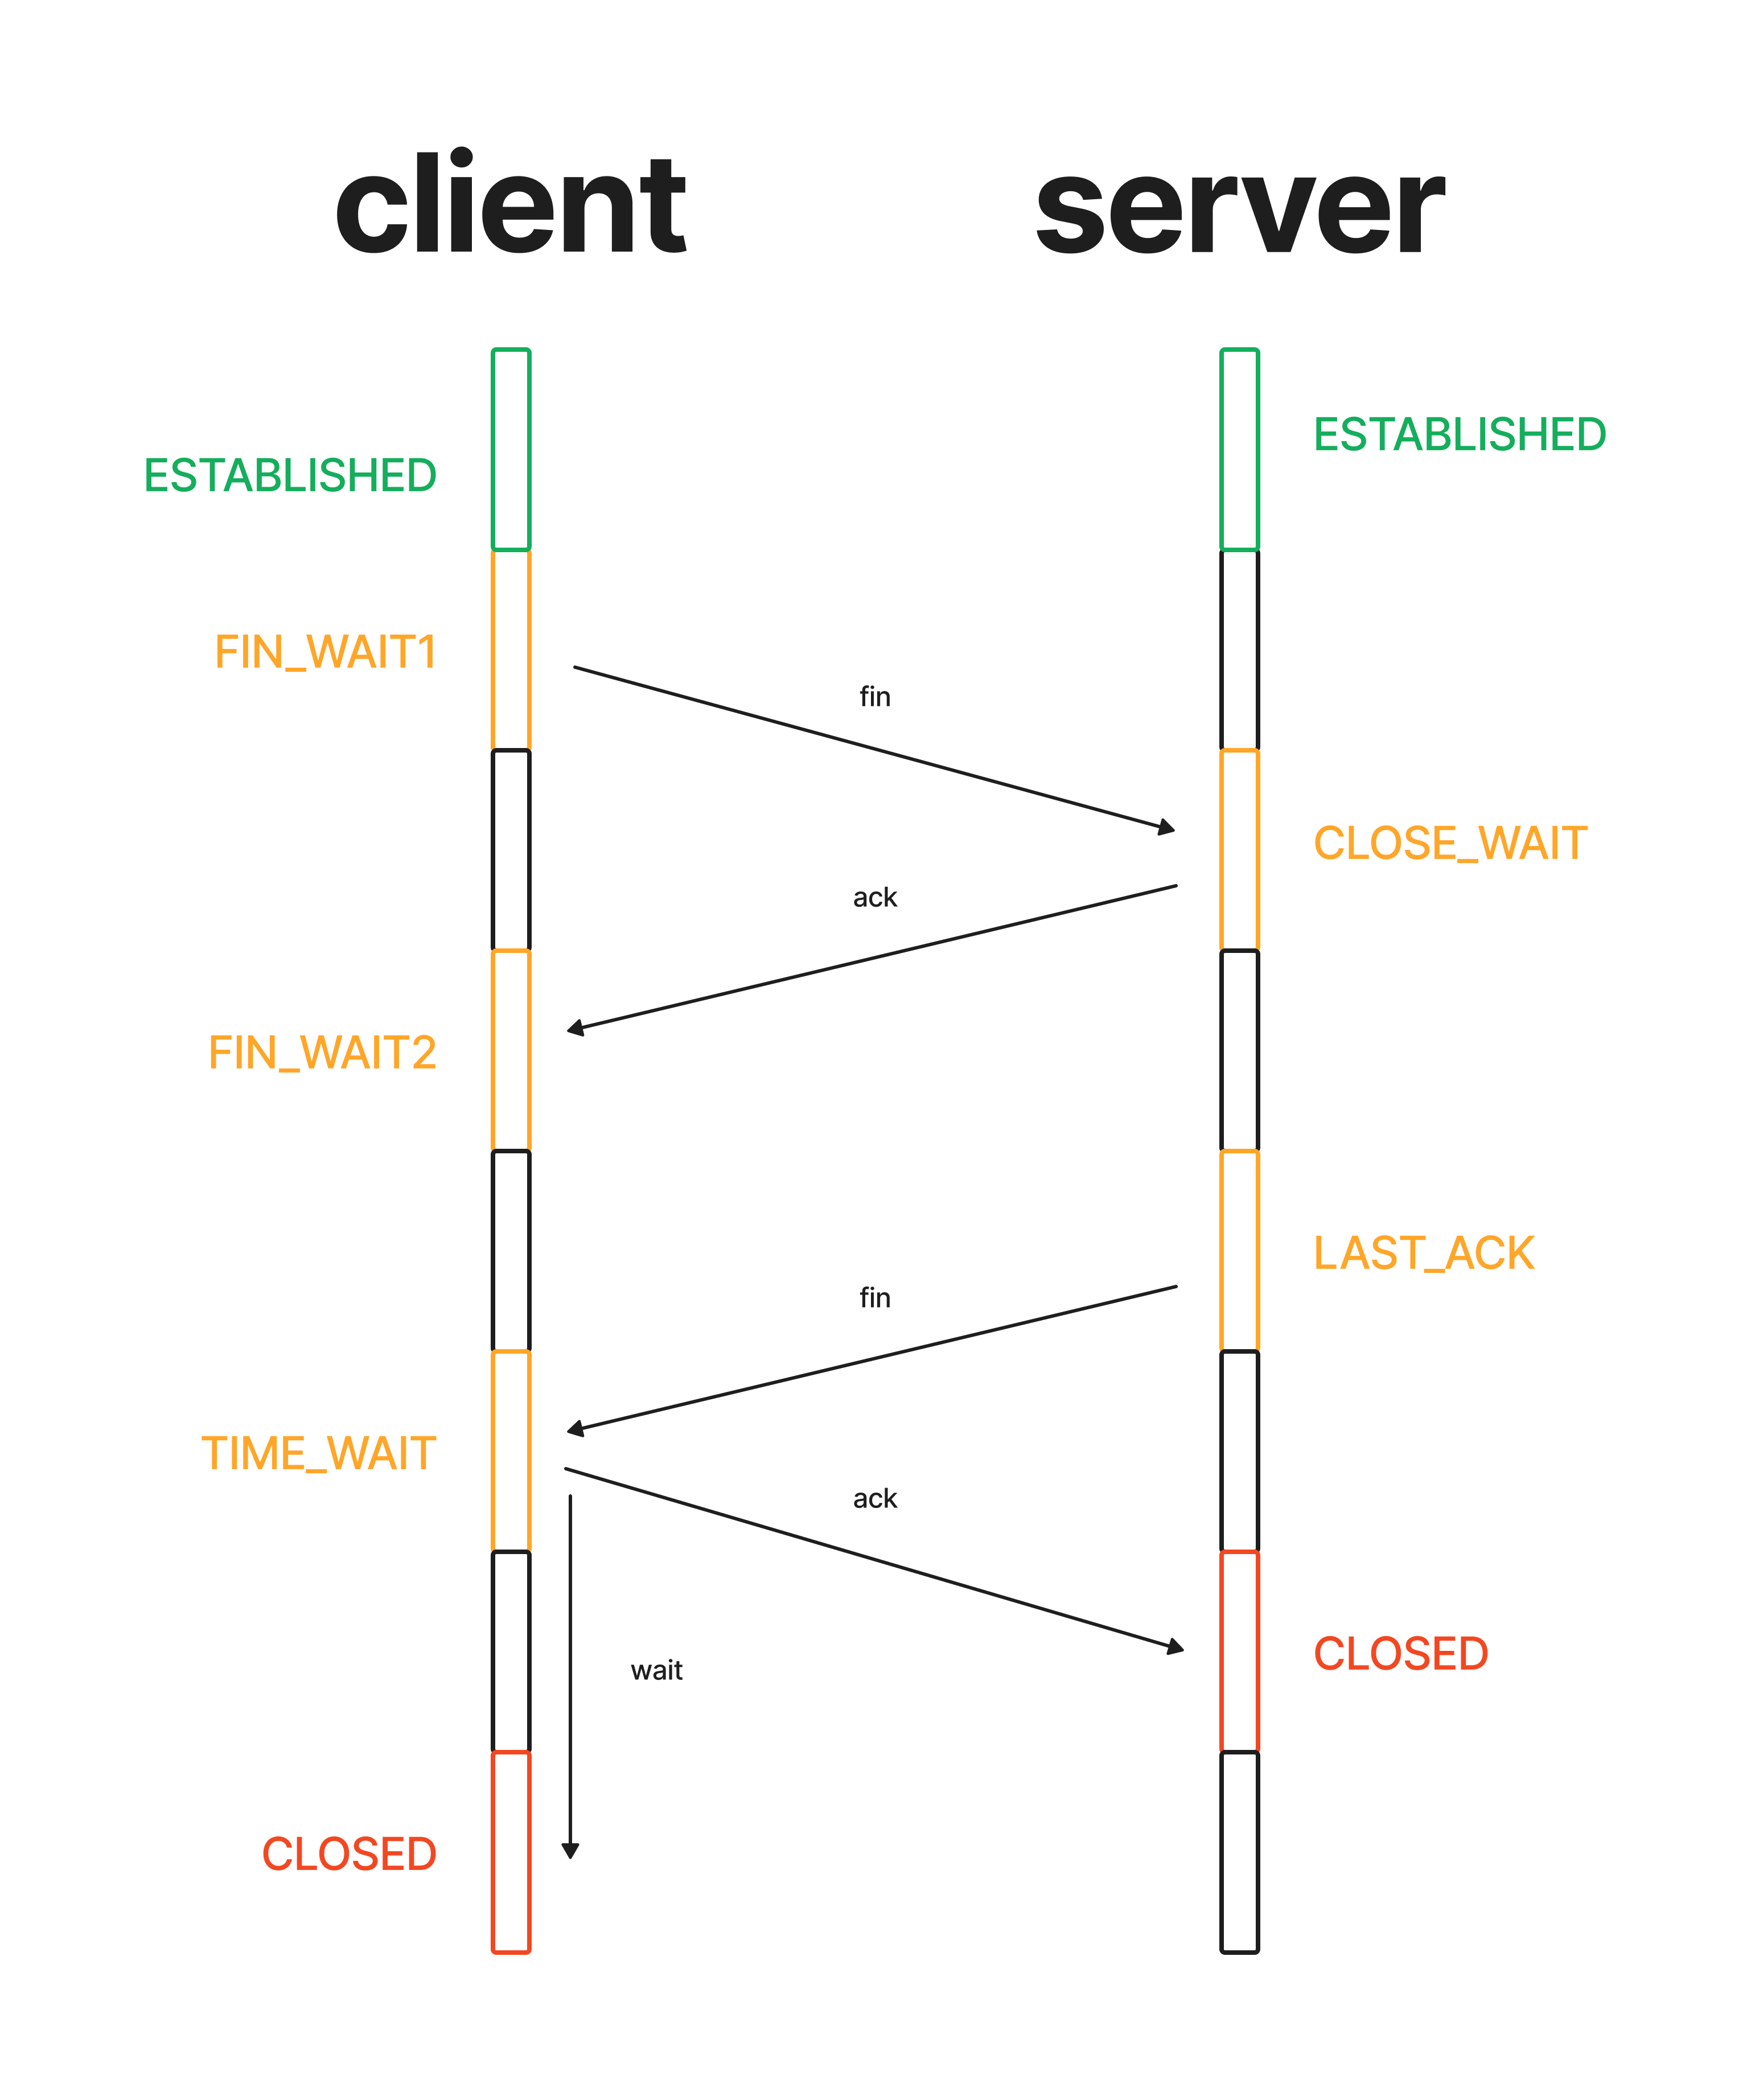 client
server
ESTABLISHED
ESTABLISHED
FIN_WAIT1
fin
CLOSE_WAIT
ack
FIN_WAIT2
LAST_ACK
fin
TIME_WAIT
ack
CLOSED
wait
CLOSED